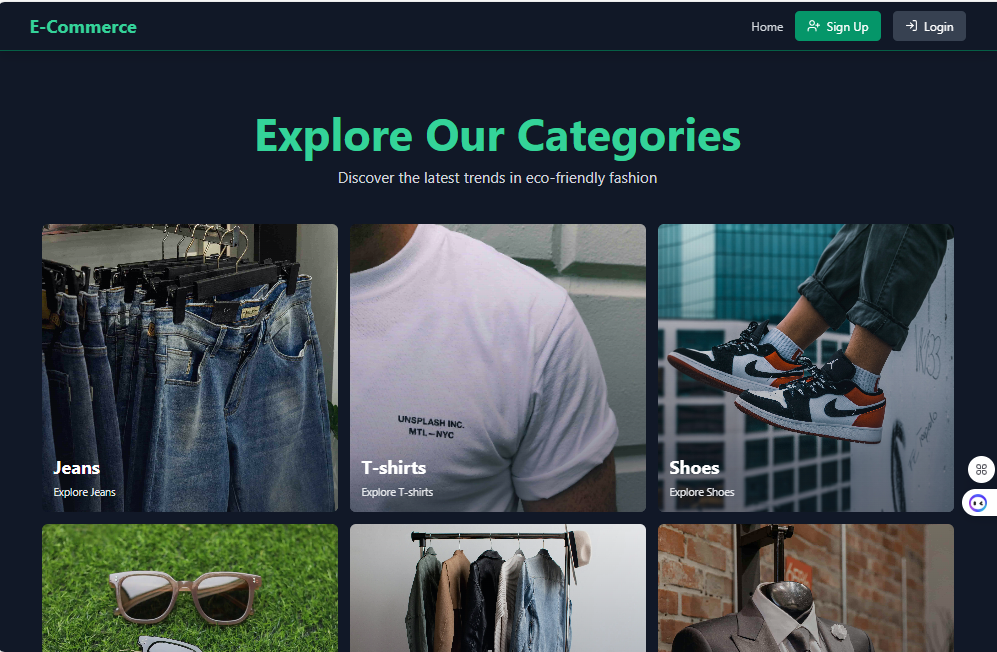 E-Commerce
Home
Sign Up
Login
Explore Our Categories
Discover the latest trends in eco-friendly fashion
UNSPLASH INC.
MTL—NYC
Jeans
Explore Jeans
T-shirts
Explore T-shirts
Shoes
Explore Shoes